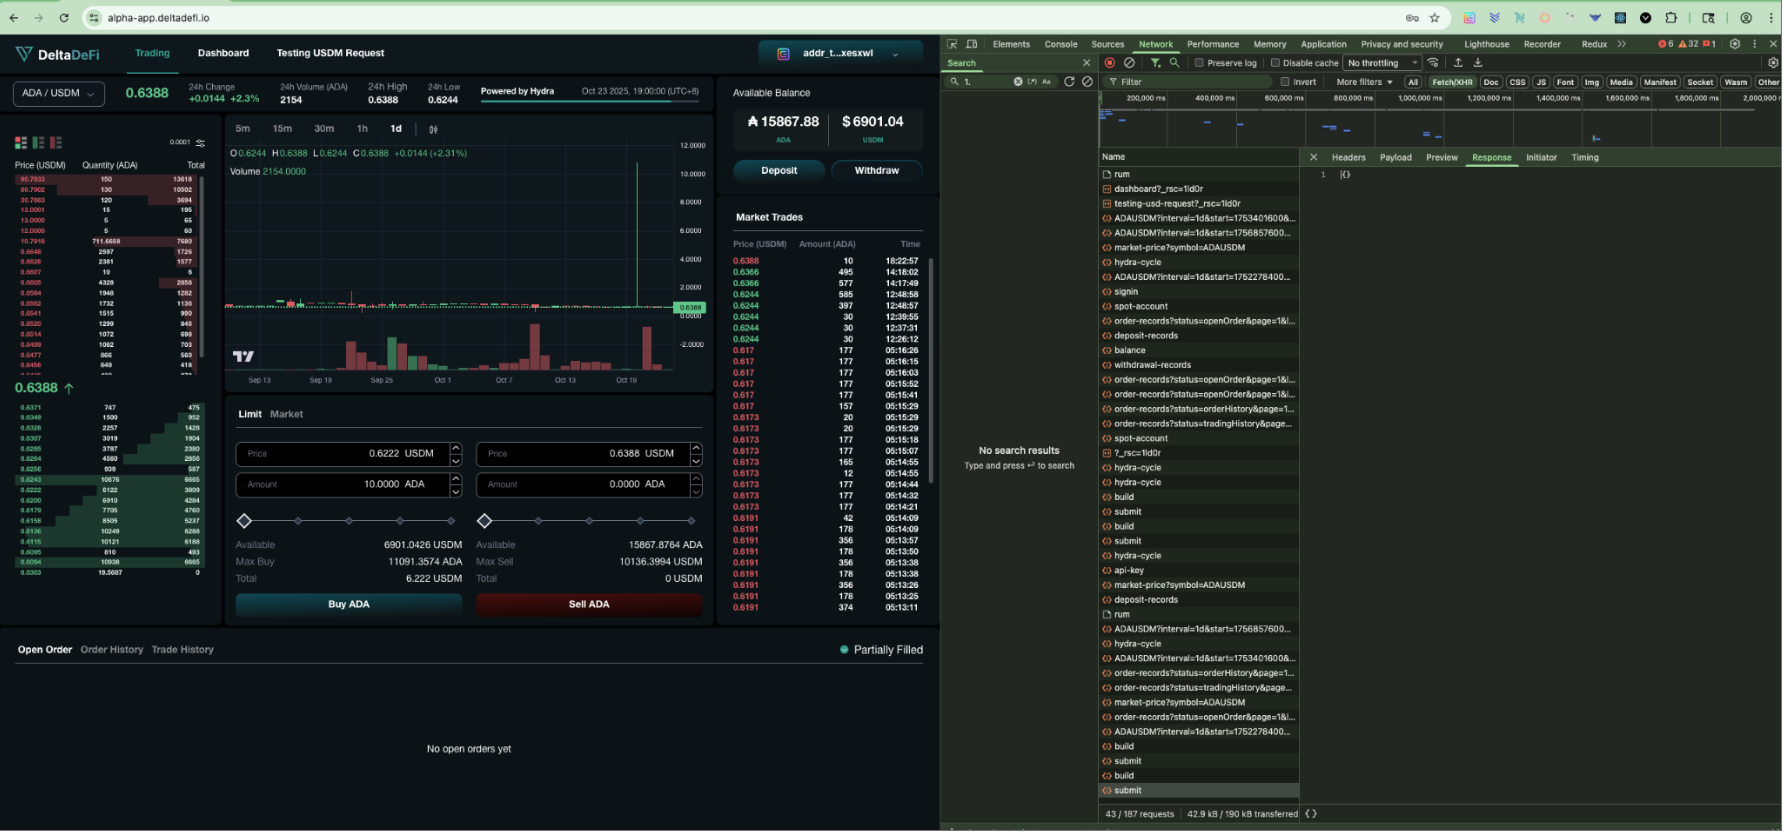 alpha-app.deltadefi.io
DeltaDeFi
Trading
Dashboard
Testing USDM Request
addr_t...xesxwl
ADA / USDM
0.6388
24h Change
+0.0144 +2.3%
24h Volume (ADA)
2154
24h High
0.6388
24h Low
0.6244
Powered by Hydra
Oct 23 2025, 19:00:00 (UTC+8)
0.0001
Price (USDM) Quantity (ADA) Total
90.7933 150 13618
80.7902 130 10502
30.7863 120 3694
13.0001 15 195
13.0000 5 65
12.0000 5 60
10.7918 711.6658 7680
0.6648 2597 1726
0.6626 2381 1577
0.6607 10 6
0.6605 4328 2858
0.6584 1948 1282
0.6562 1732 1136
0.6541 1515 990
0.6520 1299 846
0.6514 1072 698
0.6499 1082 703
0.6477 866 560
0.6456 649 418
0.6388 ↑
0.6371 747 475
0.6349 1500 952
0.6328 2257 1428
0.6307 3019 1904
0.6285 3787 2380
0.6264 4560 2856
0.6256 939 587
0.6243 10676 6665
0.6222 6122 3809
0.6200 6910 4284
0.6179 7705 4760
0.6158 8505 5237
0.6136 10249 6288
0.6115 10121 6188
0.6095 810 493
0.6094 10938 6665
0
5m 15m 30m 1h 1d
O0.6244 H0.6388 L0.6244 C0.6388 +0.0144 (+2.31%)
Volume 2154.0000
12.0000
10.0000
8.0000
6.0000
4.0000
2.0000
0.6388
0.0000
-2.0000
Sep 13 Sep 19 Sep 25 Oct 1 Oct 7 Oct 13 Oct 19
Limit Market
Price 0.6222 USDM
Amount 10.0000 ADA
Available 6901.0426 USDM
Max Buy 11091.3574 ADA
Total 6.222 USDM
Buy ADA
Price 0.6388 USDM
Amount 0.0000 ADA
Available 15867.8764 ADA
Max Sell 10136.3994 USDM
Total 0 USDM
Sell ADA
Available Balance
₳ 15867.88
ADA
$ 6901.04
USDM
Deposit
Withdraw
Market Trades
Price (USDM) Amount (ADA) Time
0.6388 10 18:22:57
0.6366 495 14:18:02
0.6366 577 14:17:49
0.6244 585 12:48:58
0.6244 397 12:48:57
0.6244 30 12:39:55
0.6244 30 12:37:31
0.6244 30 12:26:12
0.617 177 05:16:26
0.617 177 05:16:15
0.617 177 05:16:03
0.617 177 05:15:52
0.617 177 05:15:41
0.617 157 05:15:29
0.6173 20 05:15:29
0.6173 20 05:15:29
0.6173 177 05:15:18
0.6173 177 05:15:07
0.6173 165 05:14:55
0.6173 12 05:14:55
0.6173 177 05:14:44
0.6173 177 05:14:32
0.6173 177 05:14:21
0.6191 42 05:14:09
0.6191 178 05:14:09
0.6191 356 05:13:57
0.6191 178 05:13:50
0.6191 356 05:13:38
0.6191 178 05:13:38
0.6191 356 05:13:26
0.6191 178 05:13:25
0.6191 374 05:13:11
Open Order Order History Trade History
Partially Filled
No open orders yet
Elements Console Sources Network Performance Memory Application Privacy and security Lighthouse Recorder Redux 6 32 1
Search
1.
Aa
No search results
Type and press ↩ to search
Preserve log
Disable cache
No throttling
Filter
Invert
More filters
All Fetch/XHR Doc CSS JS Font Img Media Manifest Socket Wasm Other
200,000 ms 400,000 ms 600,000 ms 800,000 ms 1,000,000 ms 1,200,000 ms 1,400,000 ms 1,600,000 ms 1,800,000 ms 2,000,0
Name
rum
dashboard?_rsc=1ld0r
testing-usd-request?_rsc=1ld0r
ADAUSDM?interval=1d&start=1753401600&...
ADAUSDM?interval=1d&start=1756857600...
market-price?symbol=ADAUSDM
hydra-cycle
ADAUSDM?interval=1d&start=1752278400...
signin
spot-account
order-records?status=openOrder&page=1&l...
deposit-records
balance
withdrawal-records
order-records?status=openOrder&page=1&l...
order-records?status=openOrder&page=1&l...
order-records?status=orderHistory&page=1...
order-records?status=tradingHistory&page...
spot-account
?_rsc=1ld0r
hydra-cycle
hydra-cycle
build
submit
build
submit
hydra-cycle
api-key
market-price?symbol=ADAUSDM
deposit-records
rum
ADAUSDM?interval=1d&start=1756857600...
hydra-cycle
ADAUSDM?interval=1d&start=1753401600&...
order-records?status=orderHistory&page=1...
order-records?status=tradingHistory&page...
market-price?symbol=ADAUSDM
order-records?status=openOrder&page=1&l...
ADAUSDM?interval=1d&start=1752278400...
build
submit
build
submit
Headers Payload Preview Response Initiator Timing
1 {}
43 / 187 requests 42.9 kB / 190 kB transferred
{}